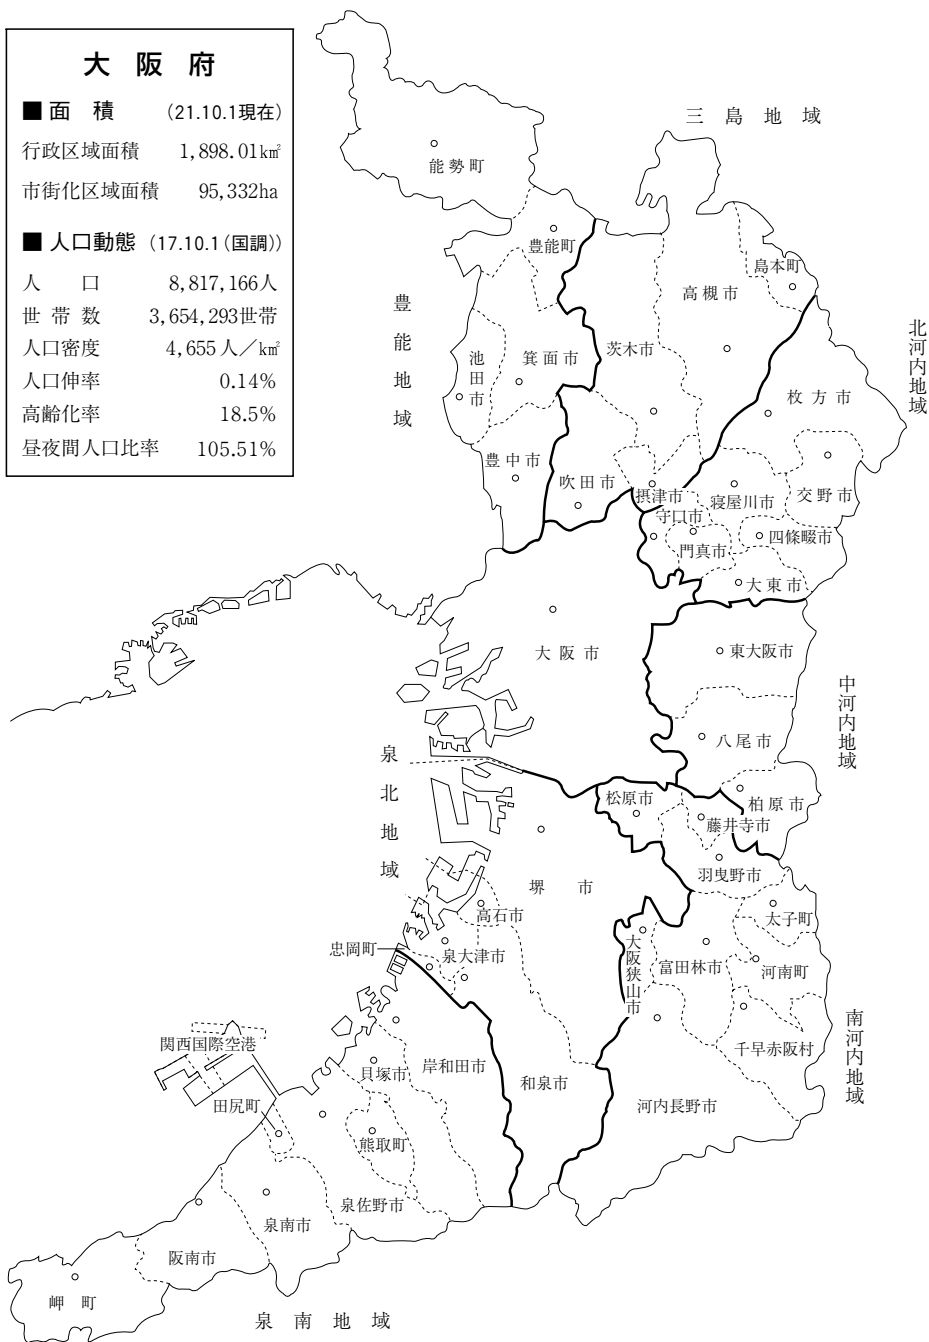 大阪府
■面積 (21.10.1現在)
行政区域面積 1,898.01㎢
市街化区域面積 95,332ha
■人口動態 (17.10.1(国調))
人口 8,817,166人
世帯数 3,654,293世帯
人口密度 4,655人／㎢
人口伸率 0.14%
高齢化率 18.5%
昼夜間人口比率 105.51%
三島地域
能勢町
豊能町
島本町
高槻市
豊能地域
北河内地域
茨木市
箕面市
池田市
枚方市
豊中市
吹田市
摂津市
寝屋川市
交野市
守口市
門真市
四條畷市
大東市
大阪市
東大阪市
中河内地域
八尾市
泉北地域
松原市
柏原市
藤井寺市
羽曳野市
堺市
高石市
太子町
忠岡町
泉大津市
大阪狭山市
富田林市
河南町
南河内地域
関西国際空港
千早赤阪村
貝塚市
岸和田市
和泉市
河内長野市
田尻町
熊取町
泉佐野市
泉南市
阪南市
岬町
泉南地域